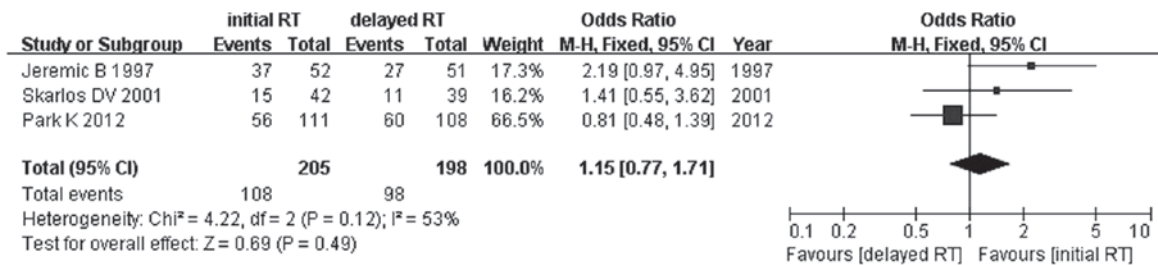 initial RT delayed RT Odds Ratio Odds Ratio
Study or Subgroup Events Total Events Total Weight M-H, Fixed, 95% CI Year M-H, Fixed, 95% CI
Jeremic B 1997 37 52 27 51 17.3% 2.19 [0.97, 4.95] 1997
Skarlos DV 2001 15 42 11 39 16.2% 1.41 [0.55, 3.62] 2001
Park K 2012 56 111 60 108 66.5% 0.81 [0.48, 1.39] 2012
Total (95% CI) 205 198 100.0% 1.15 [0.77, 1.71]
Total events 108 98
Heterogeneity: Chi² = 4.22, df = 2 (P = 0.12); I² = 53%
Test for overall effect: Z = 0.69 (P = 0.49)
0.1 0.2 0.5 1 2 5 10
Favours [delayed RT] Favours [initial RT]